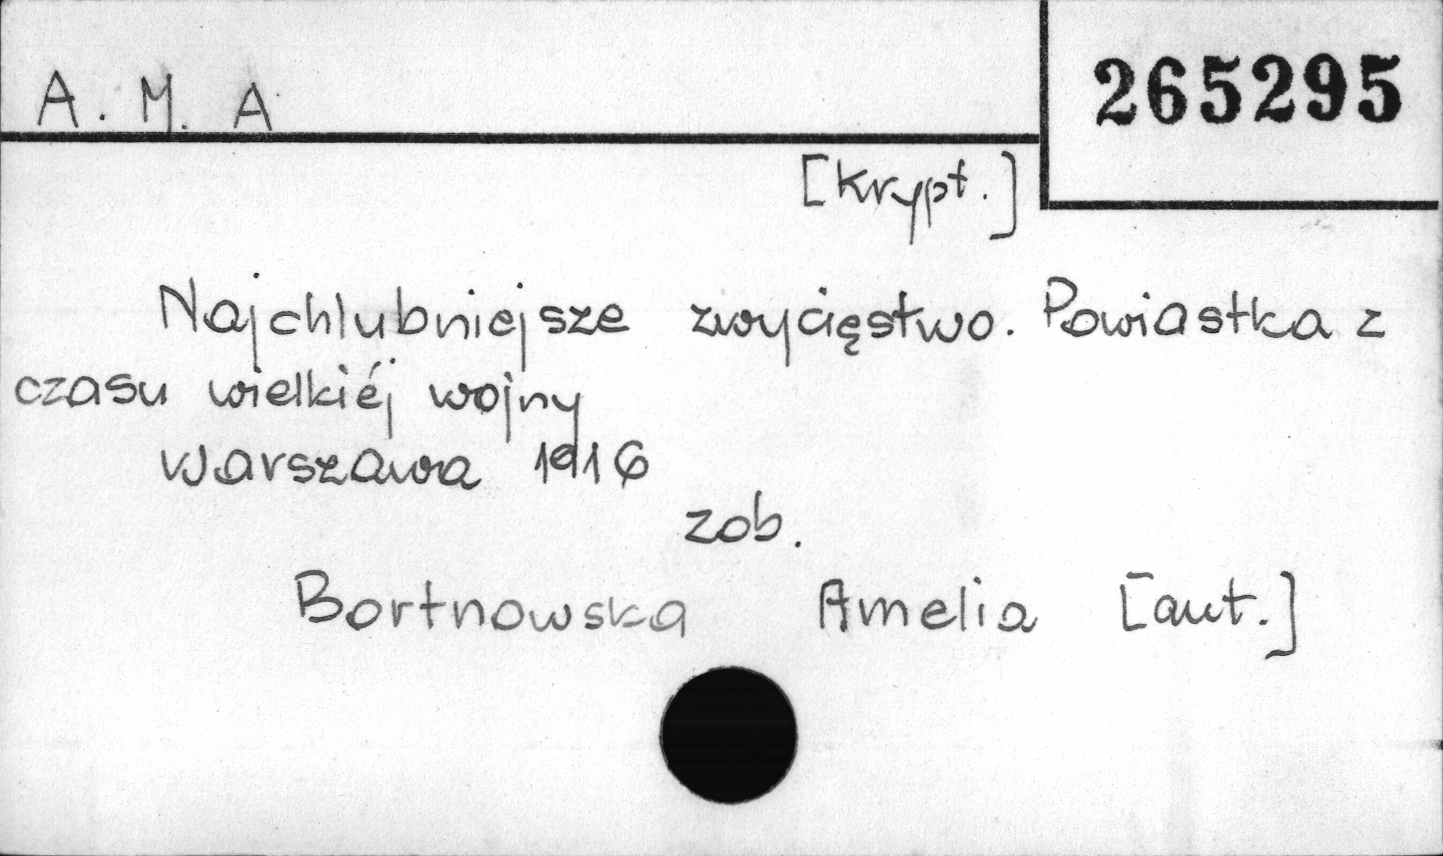 A. M. A
265295
[krypt.]
Najchlubniejsze zwycięstwo. Powiastka z
czasu wielkiéj wojny
Warszawa 1916
zob.
Bortnowska Amelia [aut.]